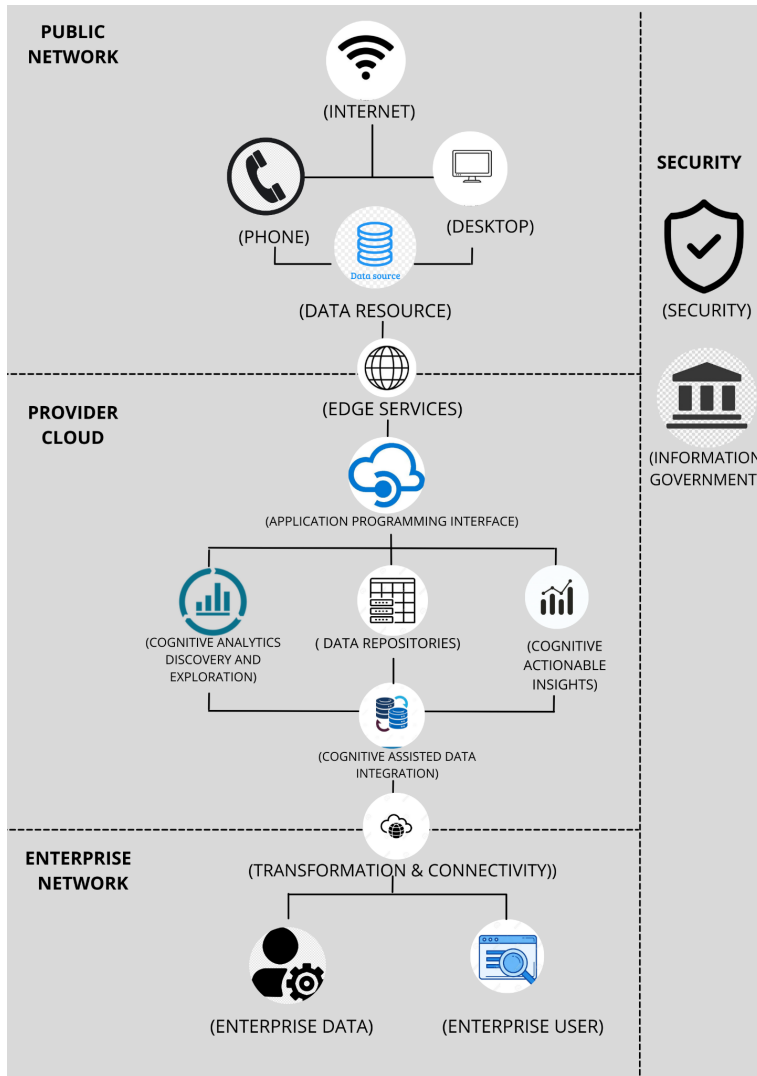 PUBLIC
NETWORK
(INTERNET)
(PHONE)
(DESKTOP)
Data source
(DATA RESOURCE)
SECURITY
(SECURITY)
(INFORMATION
GOVERNMENT
PROVIDER
CLOUD
(EDGE SERVICES)
(APPLICATION PROGRAMMING INTERFACE)
(COGNITIVE ANALYTICS
DISCOVERY AND
EXPLORATION)
( DATA REPOSITORIES)
(COGNITIVE
ACTIONABLE
INSIGHTS)
(COGNITIVE ASSISTED DATA
INTEGRATION)
ENTERPRISE
NETWORK
(TRANSFORMATION & CONNECTIVITY))
(ENTERPRISE DATA)
(ENTERPRISE USER)